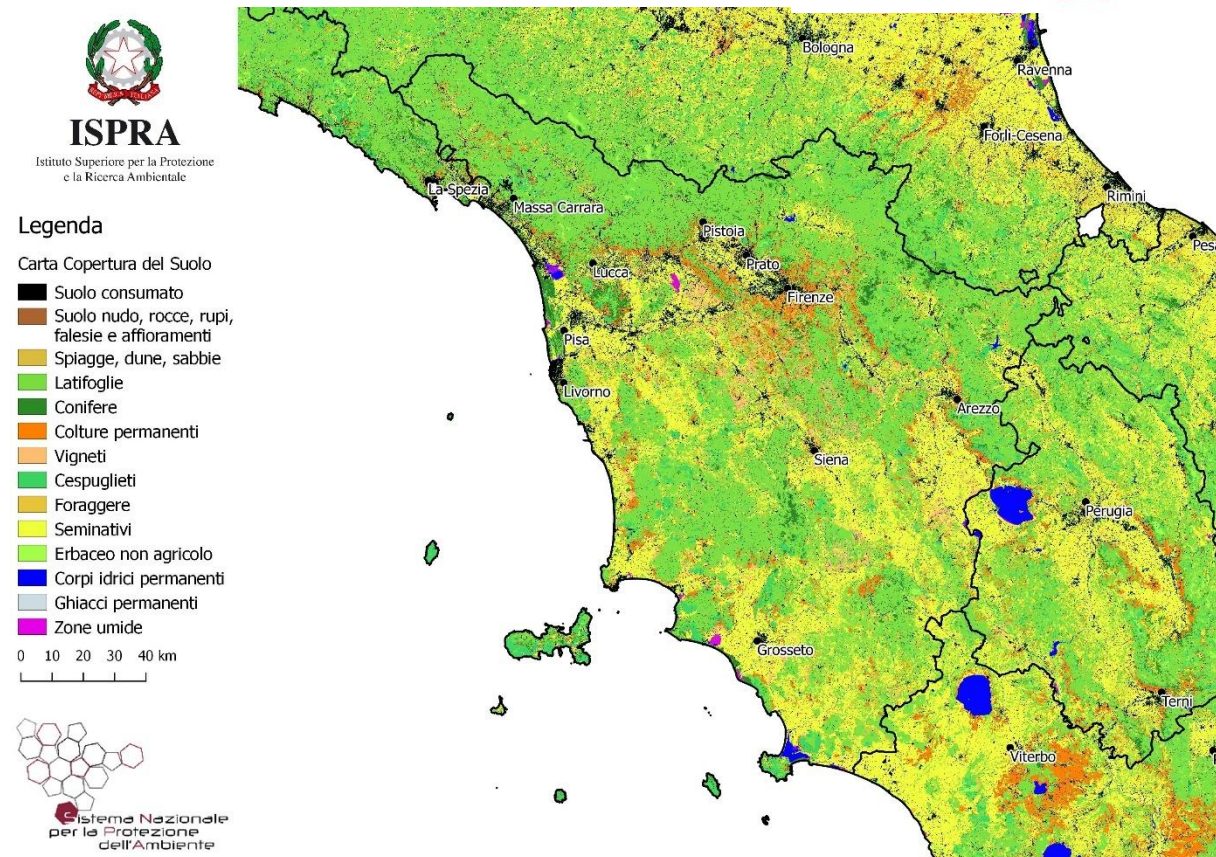 REPVBBLICA ITALIANA
ISPRA
Istituto Superiore per la Protezione
e la Ricerca Ambientale
Legenda
Carta Copertura del Suolo
Suolo consumato
Suolo nudo, rocce, rupi,
falesie e affioramenti
Spiagge, dune, sabbie
Latifoglie
Conifere
Colture permanenti
Vigneti
Cespuglieti
Foraggere
Seminativi
Erbaceo non agricolo
Corpi idrici permanenti
Ghiacci permanenti
Zone umide
0 10 20 30 40 km
Sistema Nazionale
per la Protezione
dell'Ambiente
Bologna
Ravenna
Forlì-Cesena
Rimini
Pesa
La Spezia
Massa Carrara
Pistoia
Prato
Lucca
Firenze
Pisa
Livorno
Arezzo
Siena
Perugia
Grosseto
Terni
Viterbo